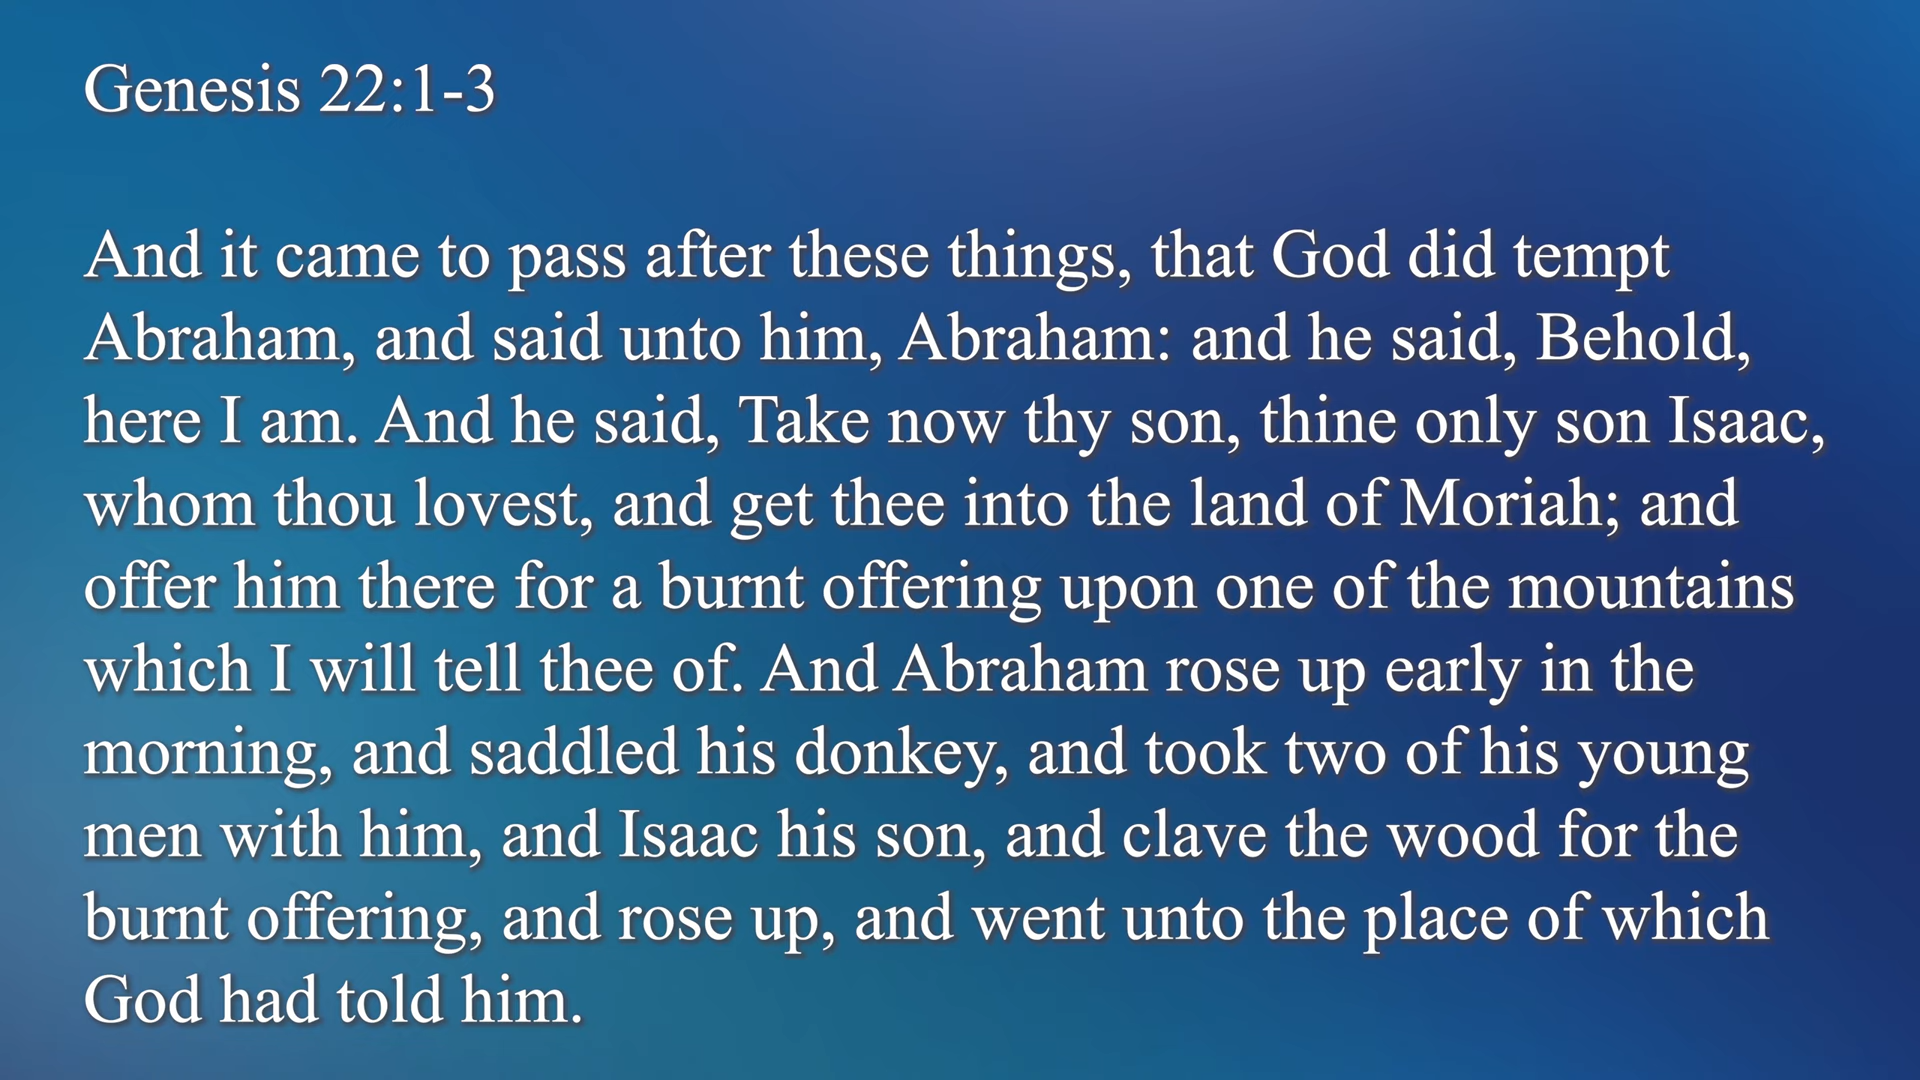 Genesis 22:1-3
And it came to pass after these things, that God did tempt
Abraham, and said unto him, Abraham: and he said, Behold,
here I am. And he said, Take now thy son, thine only son Isaac,
whom thou lovest, and get thee into the land of Moriah; and
offer him there for a burnt offering upon one of the mountains
which I will tell thee of. And Abraham rose up early in the
morning, and saddled his donkey, and took two of his young
men with him, and Isaac his son, and clave the wood for the
burnt offering, and rose up, and went unto the place of which
God had told him.